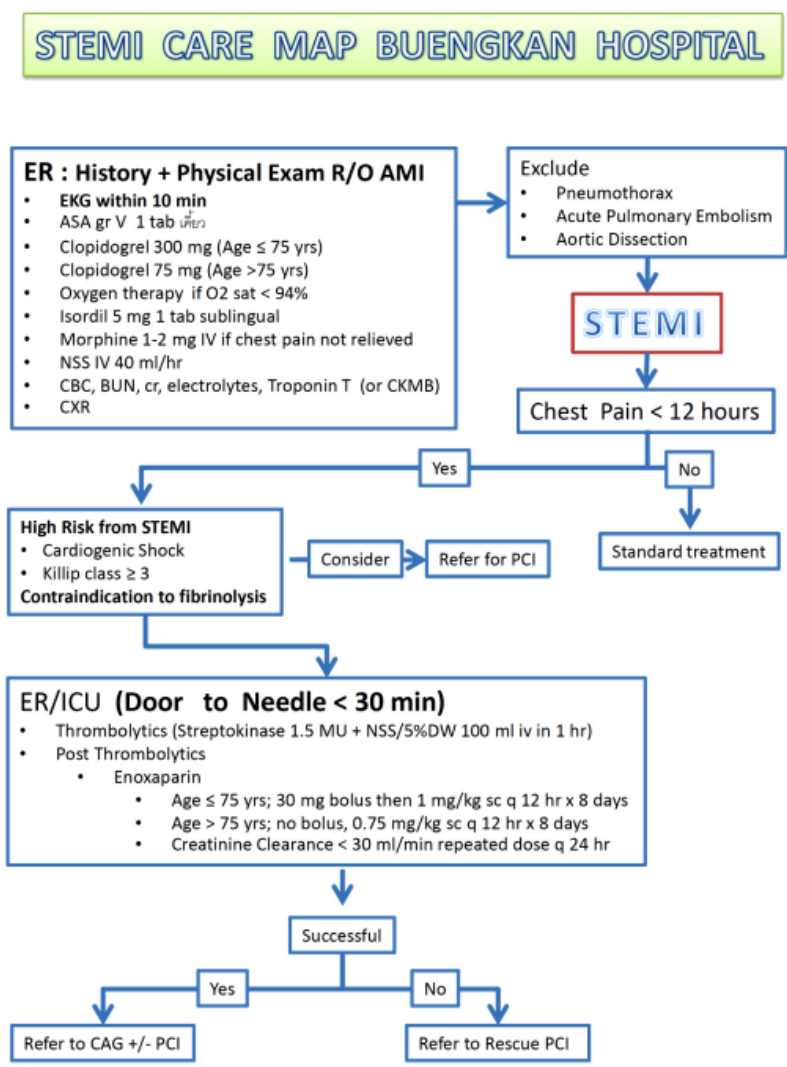 STEMI CARE MAP BUENGKAN HOSPITAL
ER : History + Physical Exam R/O AMI
• EKG within 10 min
• ASA gr V 1 tab เคี้ยว
• Clopidogrel 300 mg (Age ≤ 75 yrs)
• Clopidogrel 75 mg (Age >75 yrs)
• Oxygen therapy if O2 sat < 94%
• Isordil 5 mg 1 tab sublingual
• Morphine 1-2 mg IV if chest pain not relieved
• NSS IV 40 ml/hr
• CBC, BUN, cr, electrolytes, Troponin T (or CKMB)
• CXR
Exclude
• Pneumothorax
• Acute Pulmonary Embolism
• Aortic Dissection
STEMI
Chest Pain < 12 hours
Yes
No
High Risk from STEMI
• Cardiogenic Shock
• Killip class ≥ 3
Contraindication to fibrinolysis
Consider
Refer for PCI
Standard treatment
ER/ICU (Door to Needle < 30 min)
• Thrombolytics (Streptokinase 1.5 MU + NSS/5%DW 100 ml iv in 1 hr)
• Post Thrombolytics
• Enoxaparin
• Age ≤ 75 yrs; 30 mg bolus then 1 mg/kg sc q 12 hr x 8 days
• Age > 75 yrs; no bolus, 0.75 mg/kg sc q 12 hr x 8 days
• Creatinine Clearance < 30 ml/min repeated dose q 24 hr
Successful
Yes
No
Refer to CAG +/- PCI
Refer to Rescue PCI